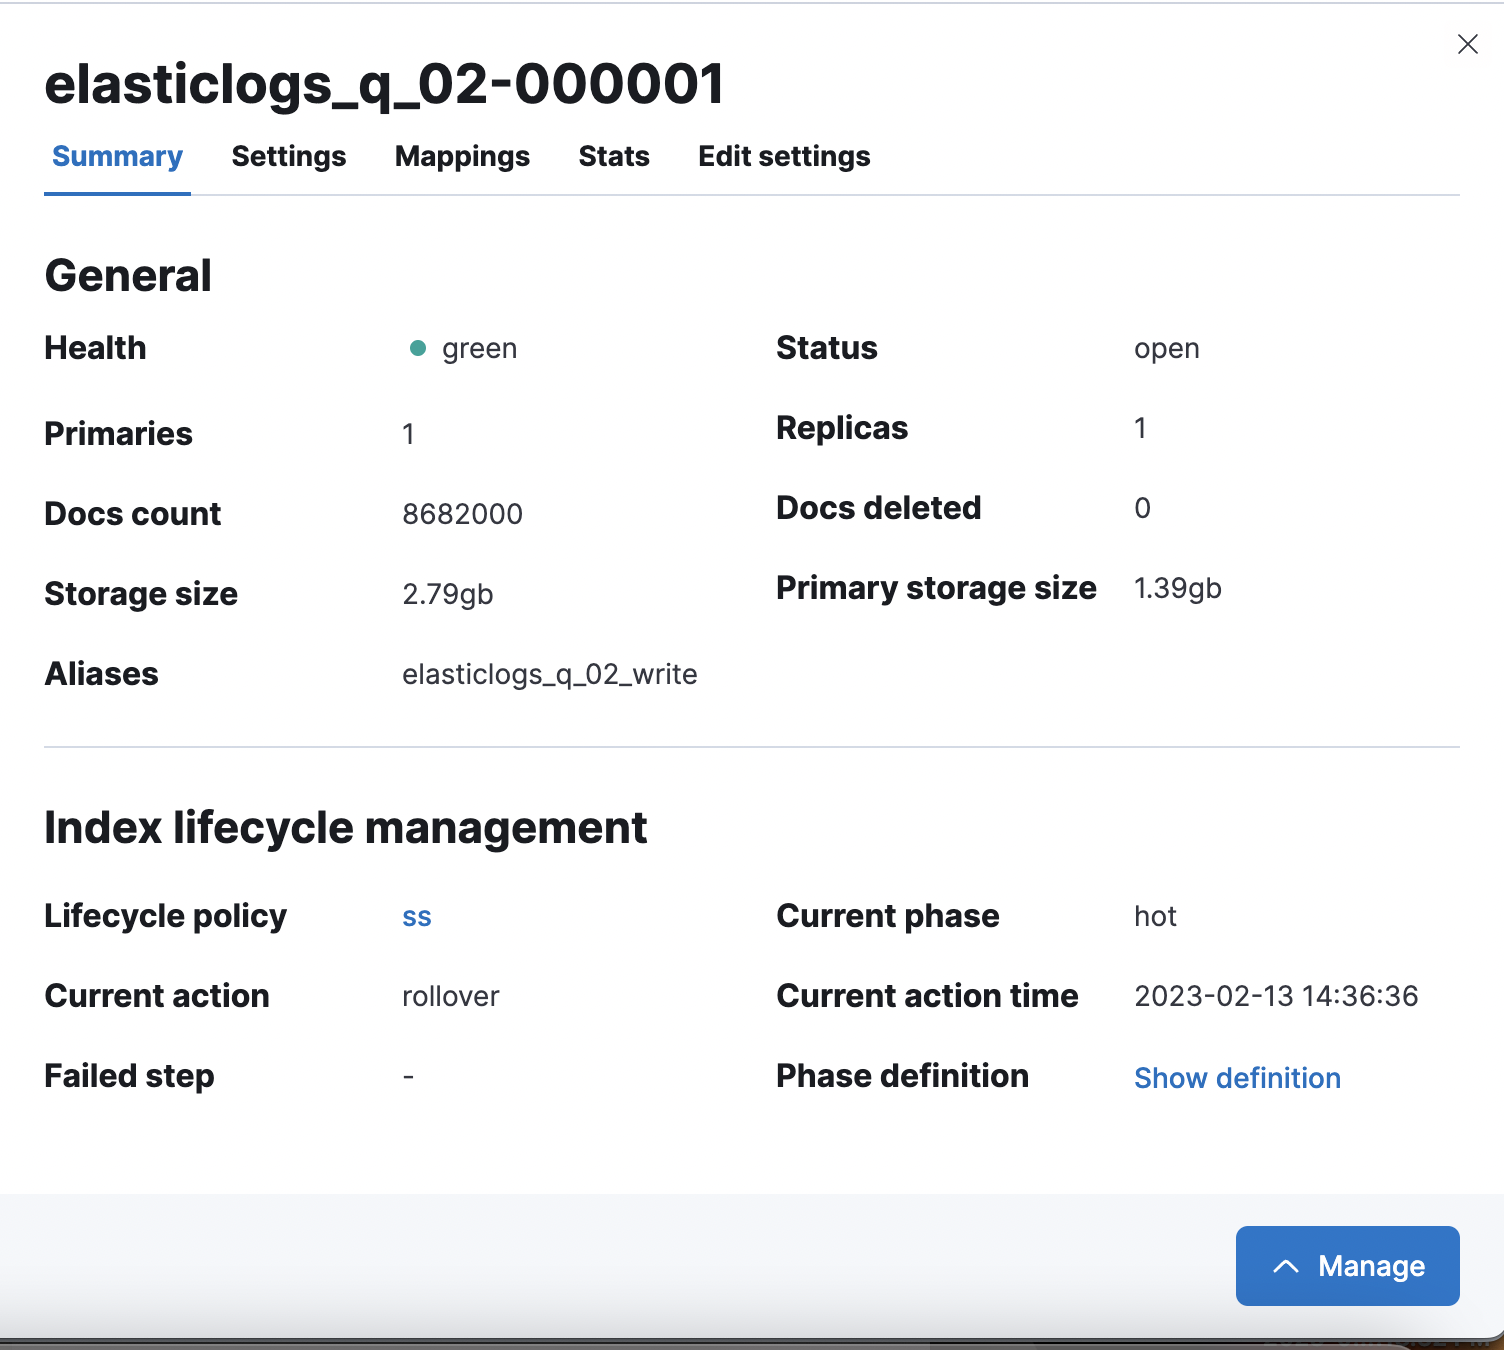 elasticlogs_q_02-000001
Summary Settings Mappings Stats Edit settings
General
Health green Status open
Primaries 1 Replicas 1
Docs count 8682000 Docs deleted 0
Storage size 2.79gb Primary storage size 1.39gb
Aliases elasticlogs_q_02_write
Index lifecycle management
Lifecycle policy ss Current phase hot
Current action rollover Current action time 2023-02-13 14:36:36
Failed step - Phase definition Show definition
Manage